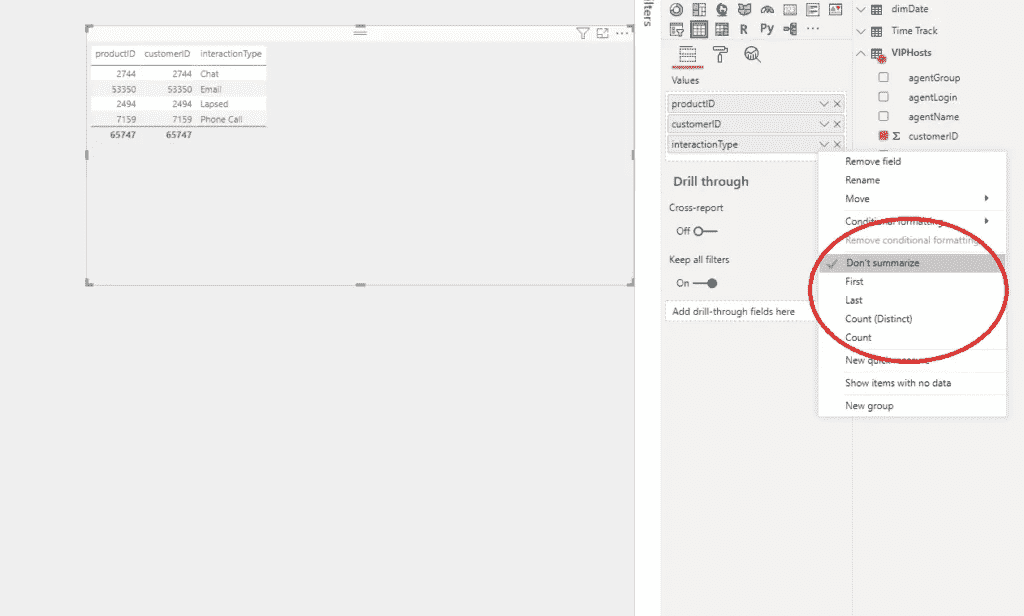 productID customerID interactionType
2744 2744 Chat
53350 53350 Email
2494 2494 Lapsed
7159 7159 Phone Call
65747 65747
Filters
R Py
Values
productID
customerID
interactionType
Drill through
Cross-report
Off
Keep all filters
On
Add drill-through fields here
dimDate
Time Track
VIPHosts
agentGroup
agentLogin
agentName
Σ customerID
Remove field
Rename
Move
Conditional formatting
Remove conditional formatting
Don't summarize
First
Last
Count (Distinct)
Count
New quick measure
Show items with no data
New group